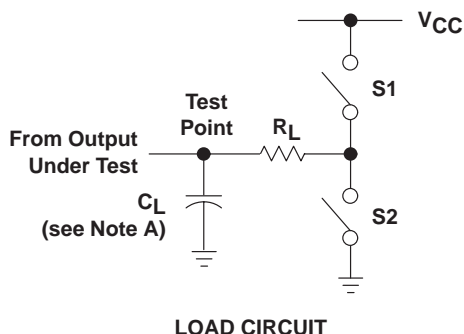 VCC
S1
Test
Point
RL
From Output
Under Test
CL
(see Note A)
S2
LOAD CIRCUIT